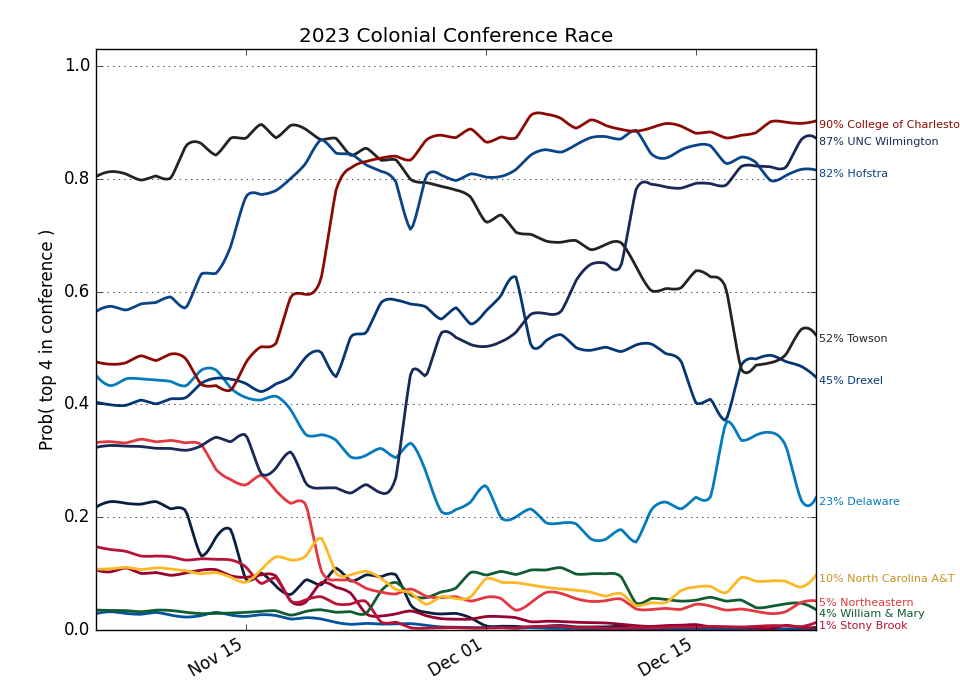 2023 Colonial Conference Race
Prob( top 4 in conference )
1.0
0.8
0.6
0.4
0.2
0.0
Nov 15
Dec 01
Dec 15
90% College of Charlesto
87% UNC Wilmington
82% Hofstra
52% Towson
45% Drexel
23% Delaware
10% North Carolina A&T
5% Northeastern
4% William & Mary
1% Stony Brook